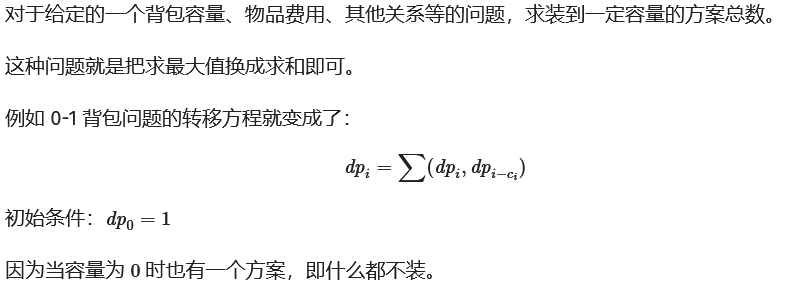 对于给定的一个背包容量、物品费用、其他关系等的问题，求装到一定容量的方案总数。
这种问题就是把求最大值换成求和即可。
例如 0-1 背包问题的转移方程就变成了：
$dp_i = \sum(dp_i, dp_{i-c_i})$
初始条件：$dp_0 = 1$
因为当容量为 0 时也有一个方案，即什么都不装。